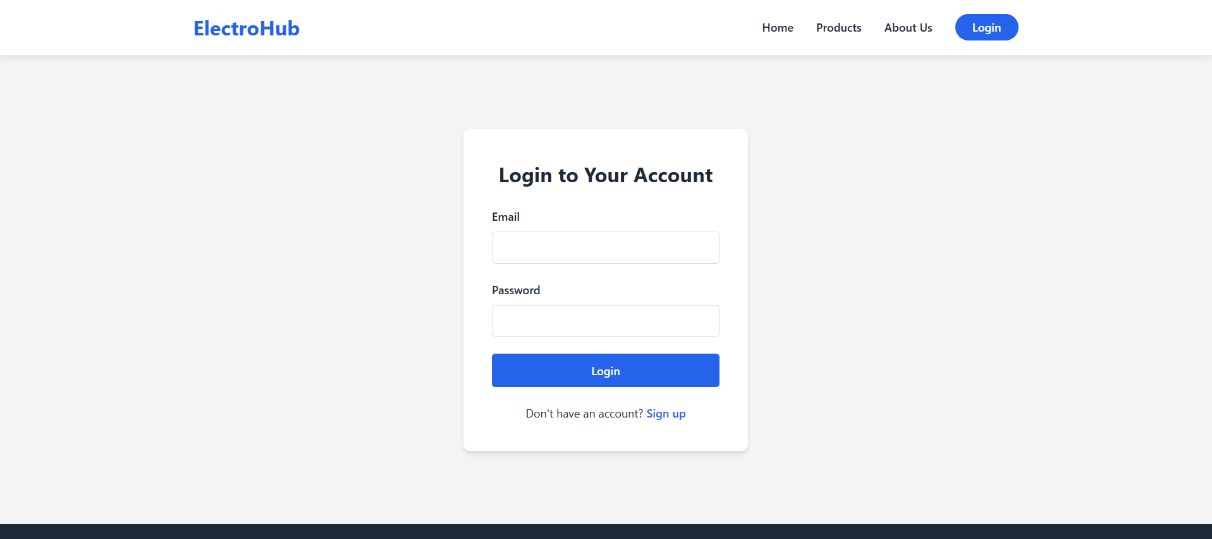 ElectroHub
Home Products About Us Login
Login to Your Account
Email
Password
Login
Don't have an account? Sign up